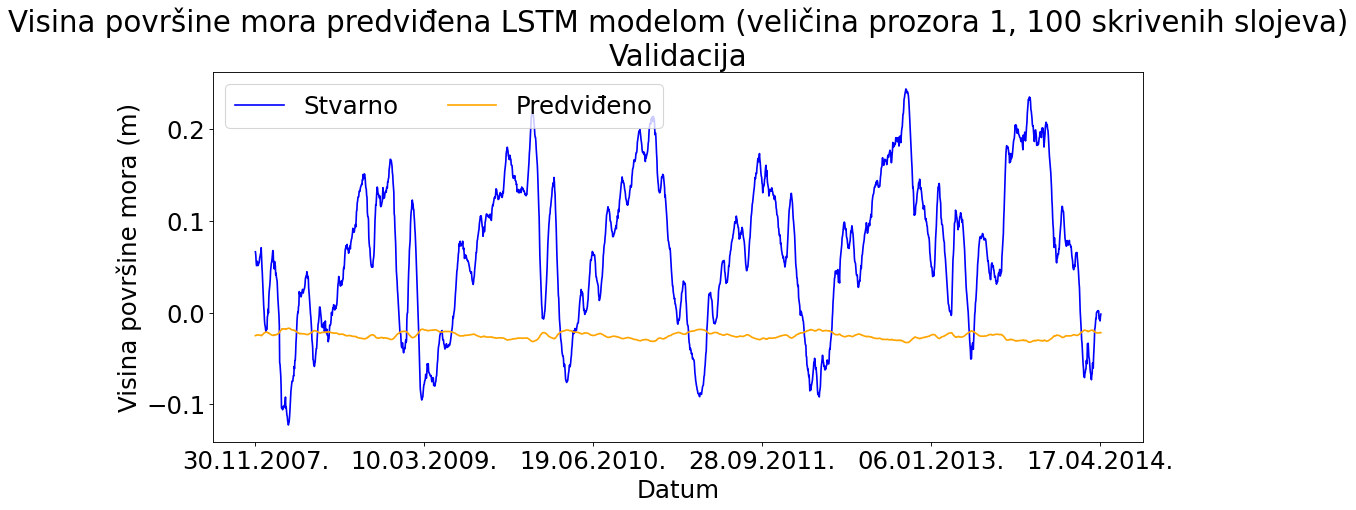 Visina površine mora predviđena LSTM modelom (veličina prozora 1, 100 skrivenih slojeva)
Validacija
Stvarno Predviđeno
Visina površine mora (m)
0.2
0.1
0.0
−0.1
30.11.2007. 10.03.2009. 19.06.2010. 28.09.2011. 06.01.2013. 17.04.2014.
Datum